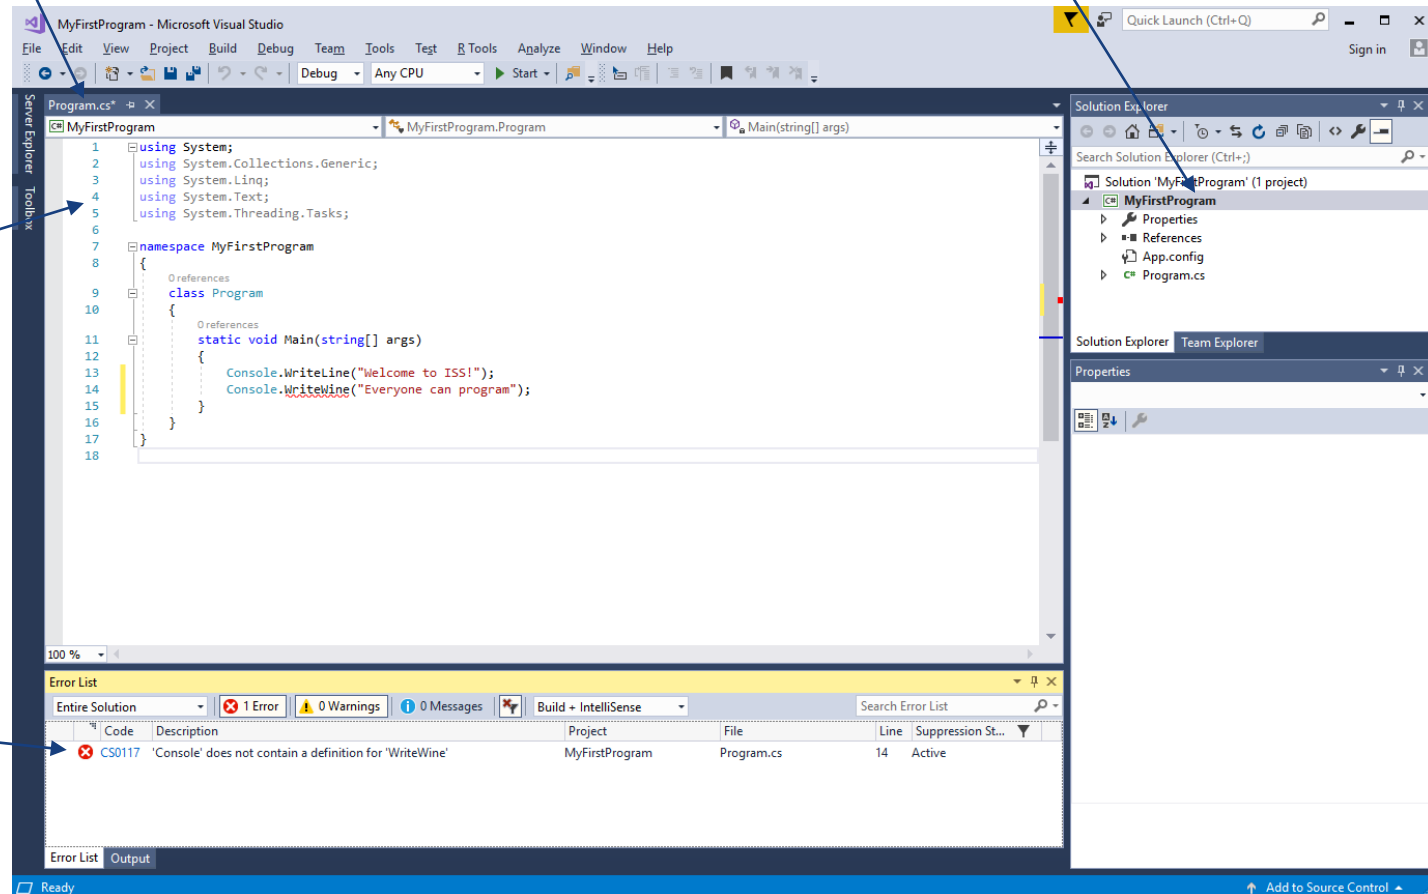 MyFirstProgram - Microsoft Visual Studio
Quick Launch (Ctrl+Q)
File Edit View Project Build Debug Team Tools Test R Tools Analyze Window Help
Sign in
Debug Any CPU Start
Server Explorer
Toolbox
Program.cs*
MyFirstProgram MyFirstProgram.Program Main(string[] args)
1 using System;
2 using System.Collections.Generic;
3 using System.Linq;
4 using System.Text;
5 using System.Threading.Tasks;
6
7 namespace MyFirstProgram
8 {
0 references
9 class Program
10 {
0 references
11 static void Main(string[] args)
12 {
13 Console.WriteLine("Welcome to ISS!");
14 Console.WriteWine("Everyone can program");
15 }
16 }
17 }
18
100 %
Solution Explorer
Search Solution Explorer (Ctrl+;)
Solution 'MyFirstProgram' (1 project)
C# MyFirstProgram
Properties
References
App.config
C# Program.cs
Solution Explorer Team Explorer
Properties
Error List
Entire Solution 1 Error 0 Warnings 0 Messages Build + IntelliSense Search Error List
Code Description Project File Line Suppression St...
CS0117 'Console' does not contain a definition for 'WriteWine' MyFirstProgram Program.cs 14 Active
Error List Output
Ready Add to Source Control